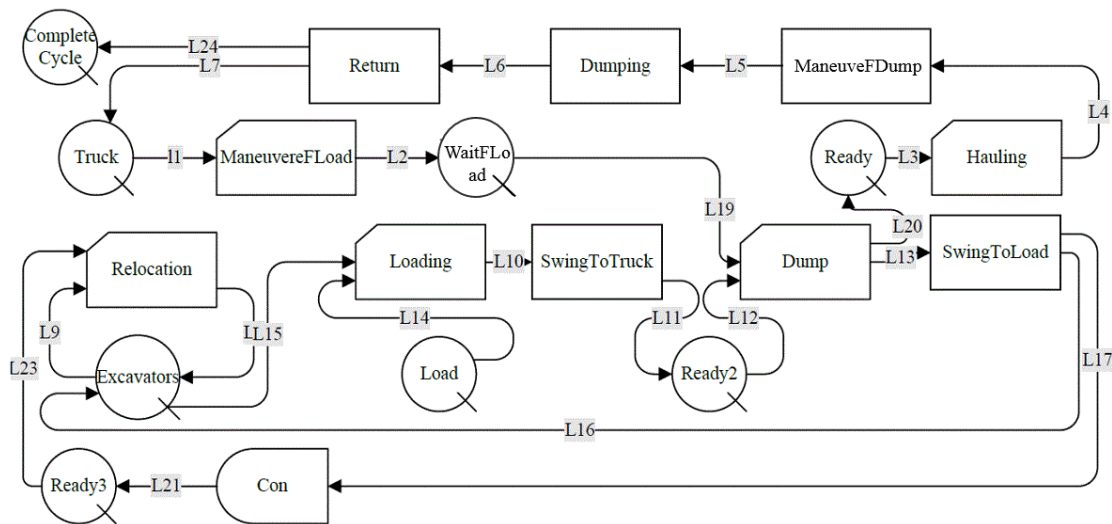 Complete
Cycle
L24
L7
Return
L6
Dumping
L5
ManeuveFDump
L4
Truck
l1
ManeuvereFLoad
L2
WaitFLo
ad
Ready
L3
Hauling
L19
L20
Relocation
Loading
L10
SwingToTruck
Dump
L13
SwingToLoad
L9
L15
L14
L11
L12
L23
Excavators
Load
Ready2
L17
L16
Ready3
L21
Con